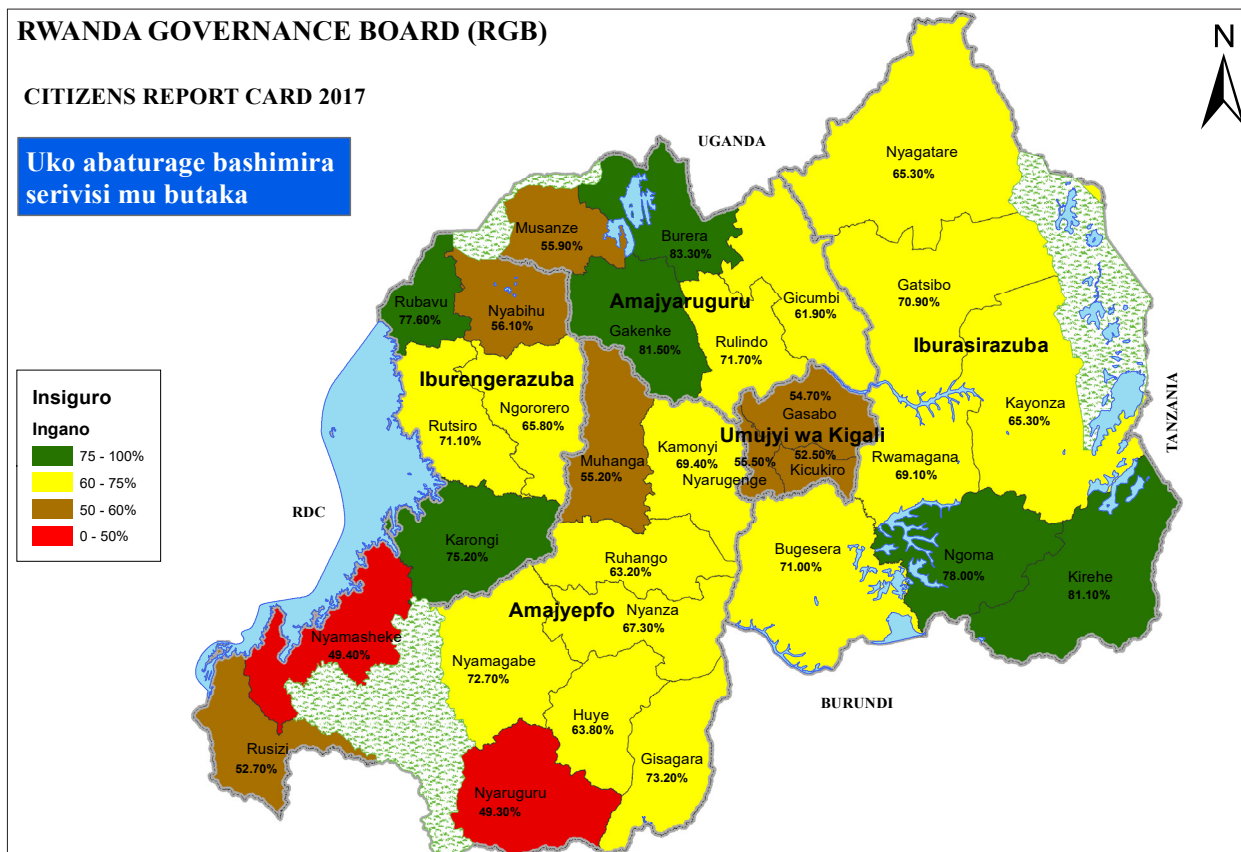 RWANDA GOVERNANCE BOARD (RGB)
CITIZENS REPORT CARD 2017
Uko abaturage bashimira
serivisi mu butaka
N
UGANDA
TANZANIA
BURUNDI
RDC
Insiguro
Ingano
75 - 100%
60 - 75%
50 - 60%
0 - 50%
Amajyaruguru
Musanze
55.90%
Burera
83.30%
Gakenke
81.50%
Rulindo
71.70%
Gicumbi
61.90%
Iburasirazuba
Nyagatare
65.30%
Gatsibo
70.90%
Kayonza
65.30%
Rwamagana
69.10%
Bugesera
71.00%
Ngoma
78.00%
Kirehe
81.10%
Iburengerazuba
Rubavu
77.60%
Nyabihu
56.10%
Rutsiro
71.10%
Ngororero
65.80%
Karongi
75.20%
Nyamasheke
49.40%
Rusizi
52.70%
Umujyi wa Kigali
54.70%
Gasabo
52.50%
Kicukiro
55.50%
Nyarugenge
Amajyepfo
Muhanga
55.20%
Kamonyi
69.40%
Ruhango
63.20%
Nyanza
67.30%
Nyamagabe
72.70%
Huye
63.80%
Gisagara
73.20%
Nyaruguru
49.30%